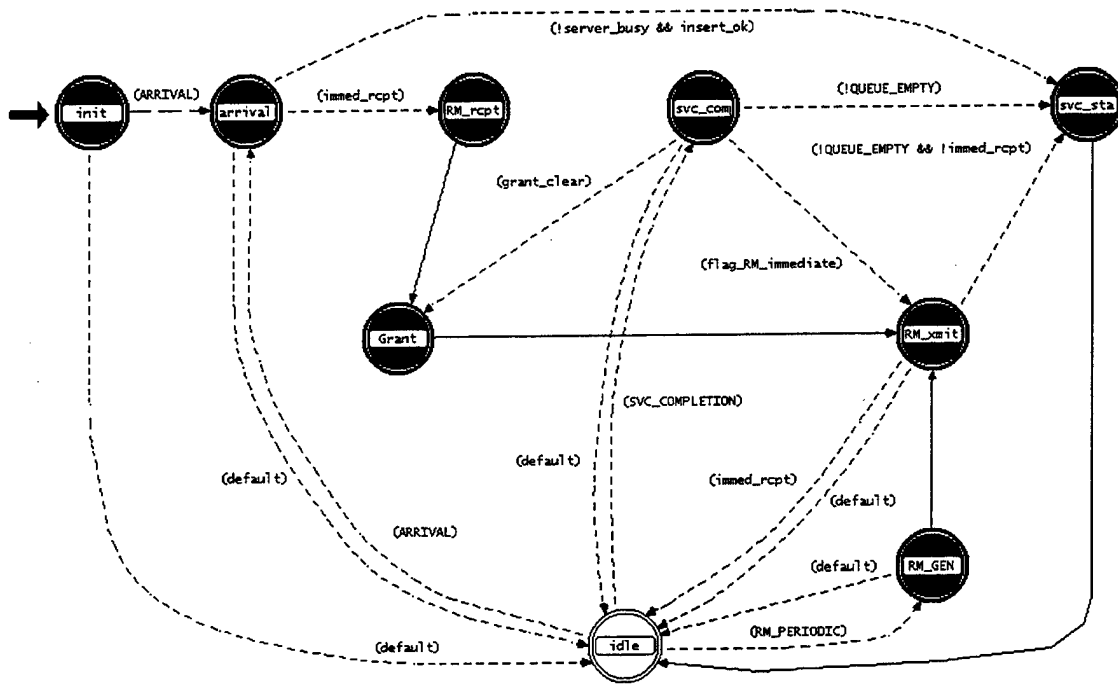 (!server_busy && insert_ok)
(ARRIVAL)
(immed_rcpt)
(!QUEUE_EMPTY)
init
arrival
RM_rcpt
svc_com
svc_sta
(!QUEUE_EMPTY && !immed_rcpt)
(grant_clear)
(flag_RM_immediate)
Grant
RM_xmit
(SVC_COMPLETION)
(default)
(default)
(immed_rcpt)
(default)
(ARRIVAL)
(default)
RM_GEN
(RM_PERIODIC)
(default)
idle